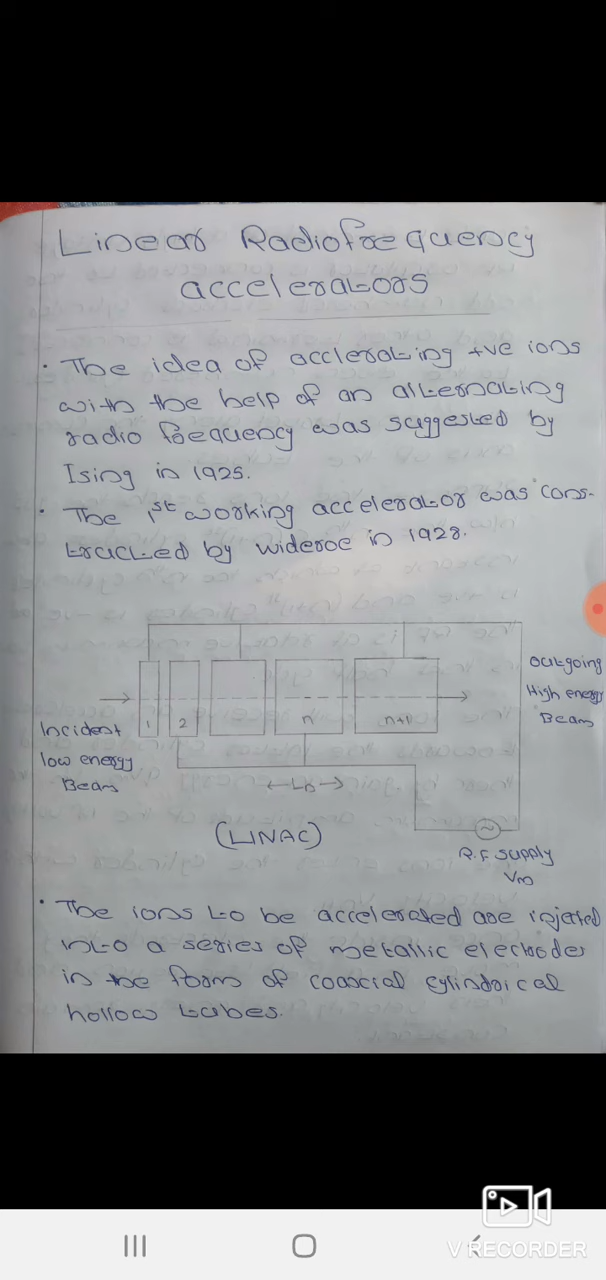 Linear Radiofrequency
accelerators
• The idea of acclerating +ve ions
with the help of an alternating
radio frequency was suggested by
Ising in 1925.
• The 1st working accelerator was cons-
tructed by wideroe in 1928.
1
2
n
n+1
Outgoing
High energy
Beam
Incident
low energy
Beam
Ln
(LINAC)
R.F SUPPLY
Vm
• The ions to be accelerated are injected
into a series of metallic electrodes
in the form of coaxial cylindrical
hollow tubes.
V RECORDER